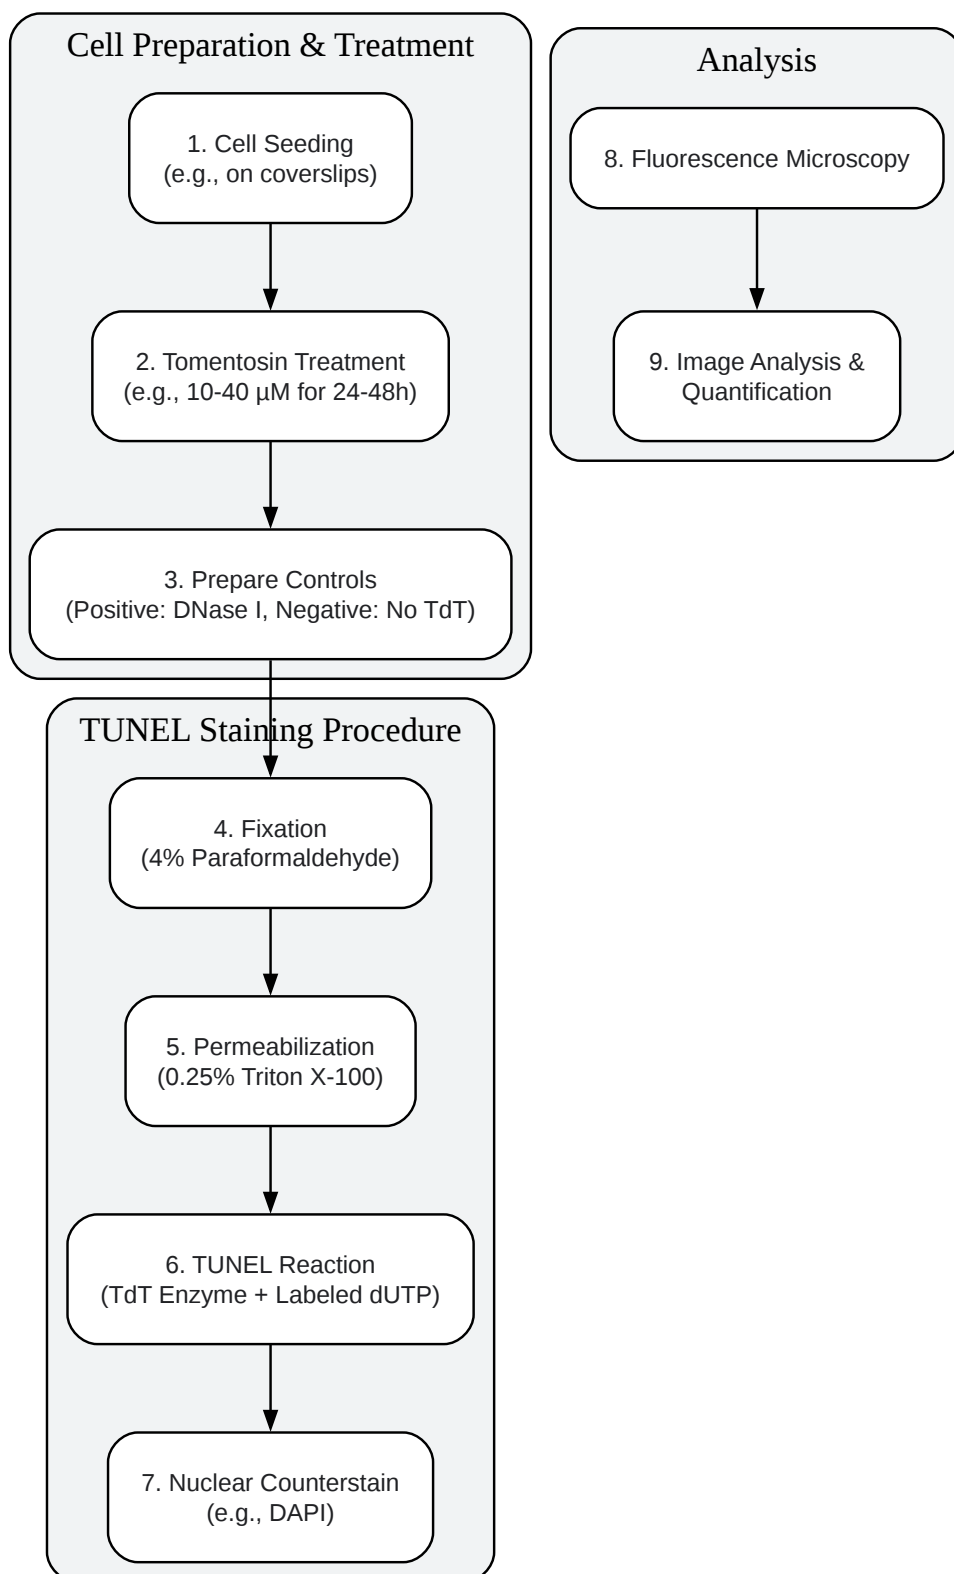 Cell Preparation & Treatment
1. Cell Seeding
(e.g., on coverslips)
2. Tomentosin Treatment
(e.g., 10-40 µM for 24-48h)
3. Prepare Controls
(Positive: DNase I, Negative: No TdT)
TUNEL Staining Procedure
4. Fixation
(4% Paraformaldehyde)
5. Permeabilization
(0.25% Triton X-100)
6. TUNEL Reaction
(TdT Enzyme + Labeled dUTP)
7. Nuclear Counterstain
(e.g., DAPI)
Analysis
8. Fluorescence Microscopy
9. Image Analysis &
Quantification